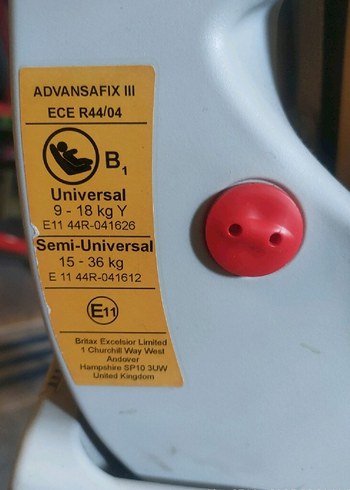 ADVANSAFIX III
ECE R44/04
B1
Universal
9 - 18 kg Y
E11 44R-041626
Semi-Universal
15 - 36 kg
E 11 44R-041612
E11
Britax Excelsior Limited
1 Churchill Way West
Andover
Hampshire SP10 3UW
United Kingdom